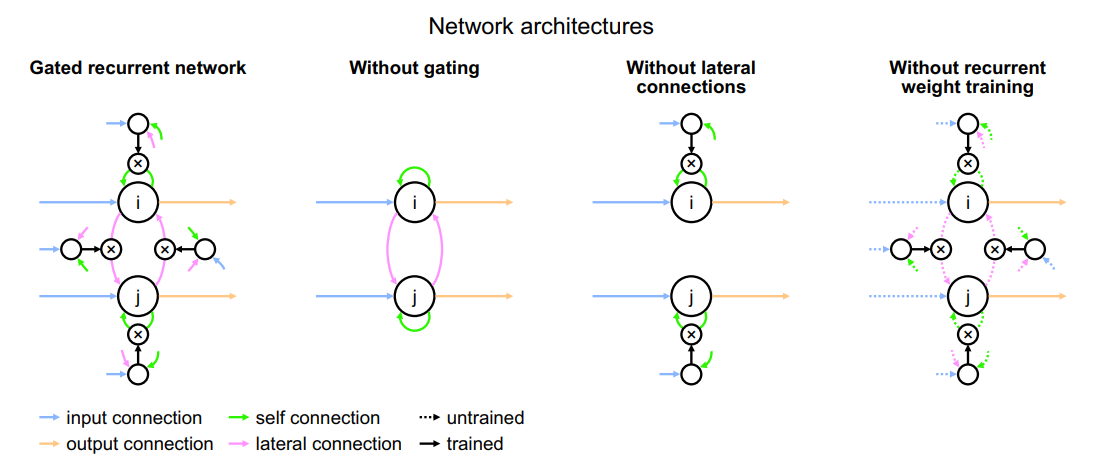 Network architectures
Gated recurrent network
Without gating
Without lateral
connections
Without recurrent
weight training
×
i
×
×
j
×
i
j
×
i
j
×
×
i
×
×
j
×
input connection
self connection
untrained
output connection
lateral connection
trained